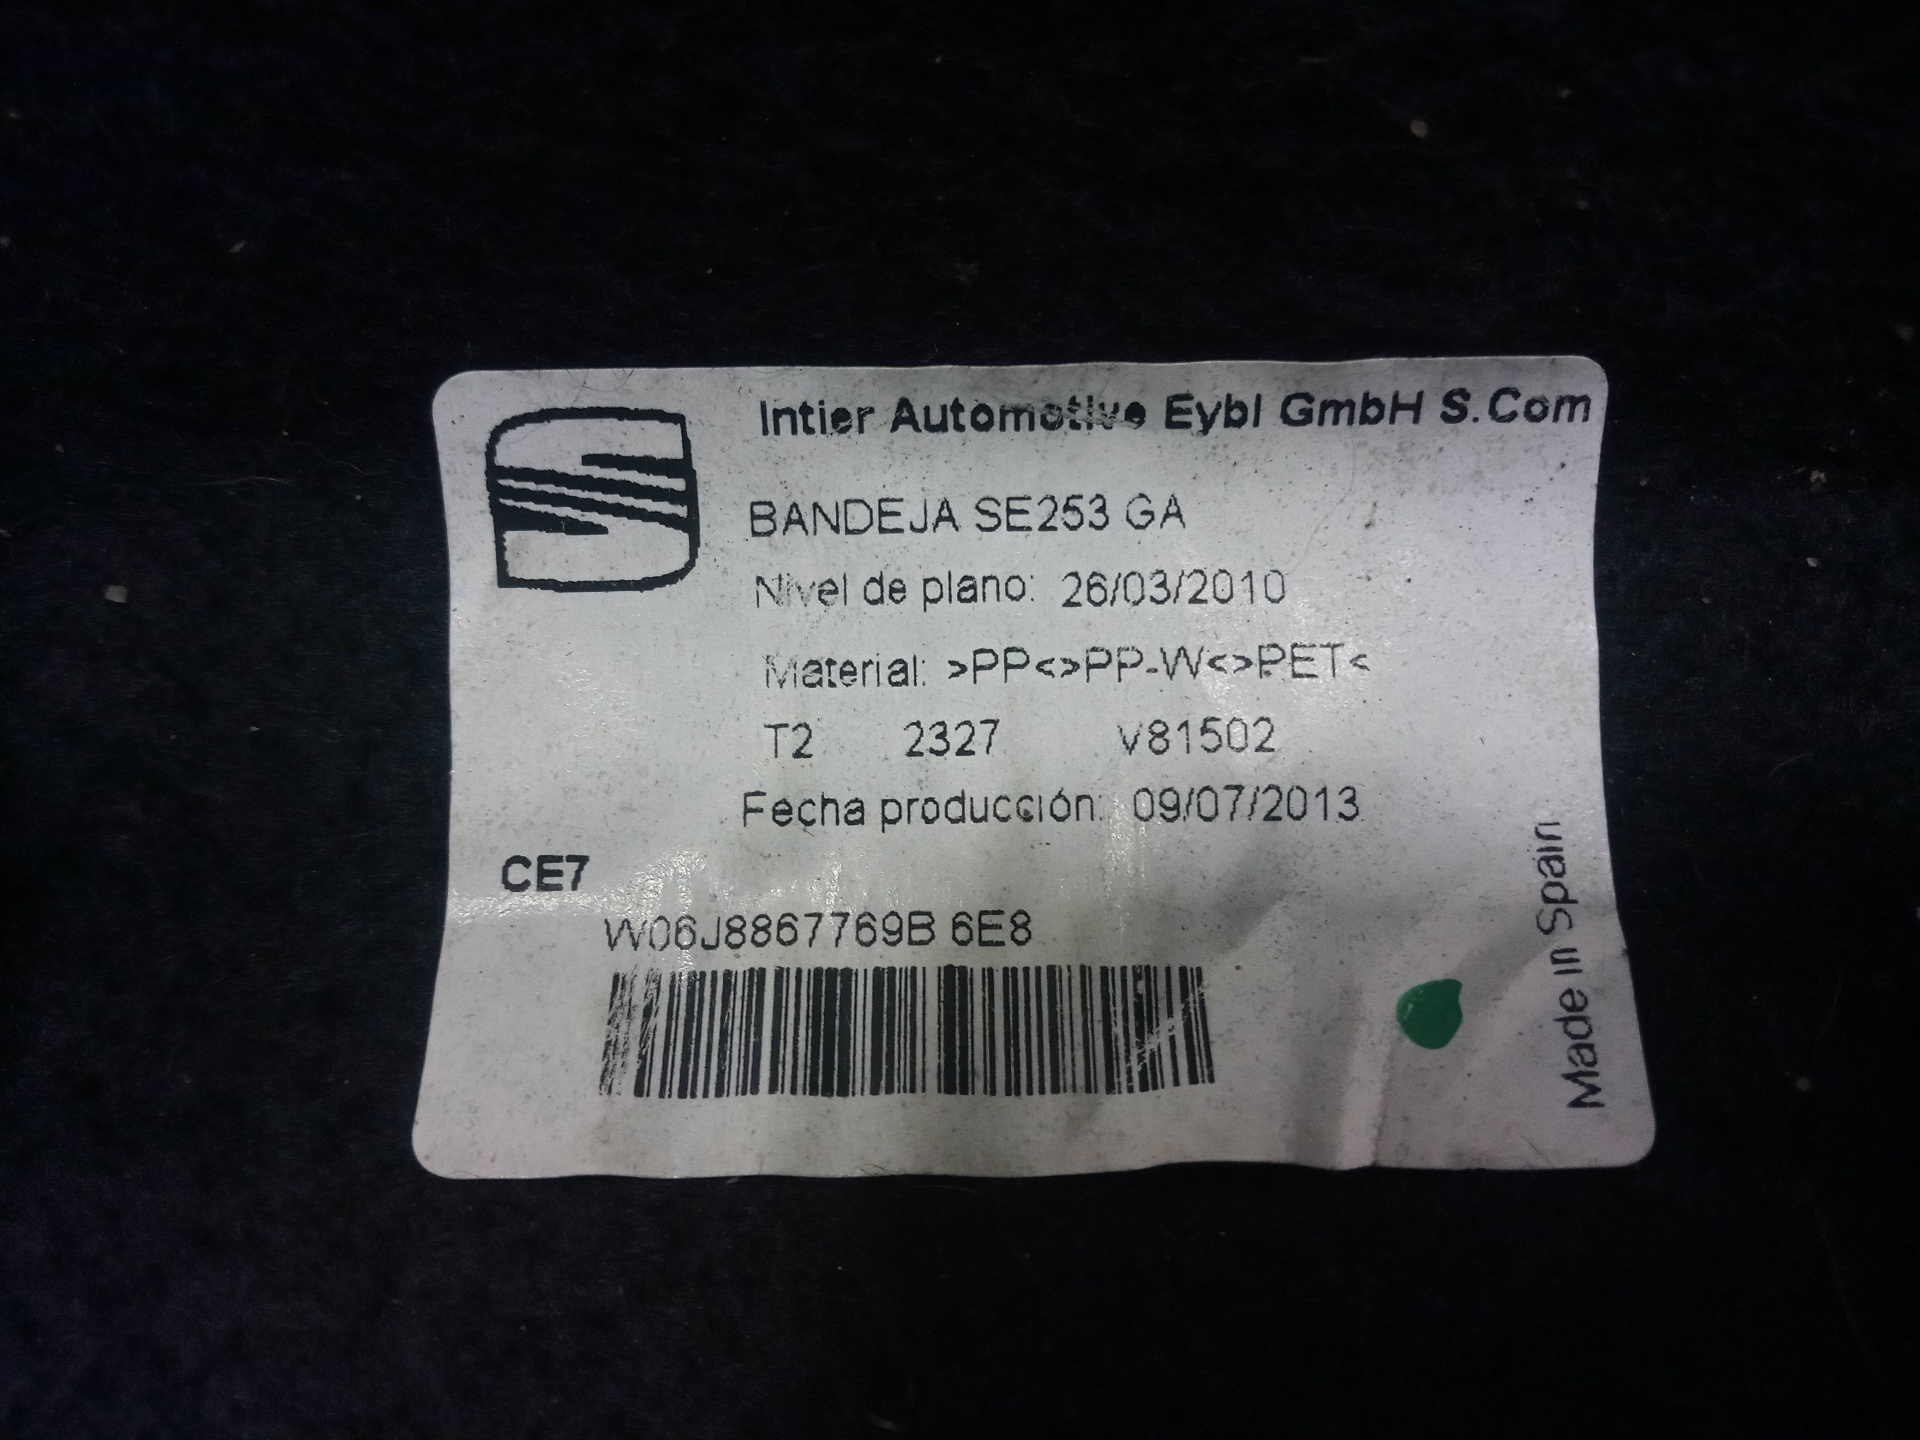 Intier Automotive Eybl GmbH S.Com
BANDEJA SE253 GA
Nivel de plano: 26/03/2010
Material: >PP<>PP-W<>PET<
T2 2327 V81502
Fecha producción: 09/07/2013
CE7
W06J8867769B 6E8
Made in Spain